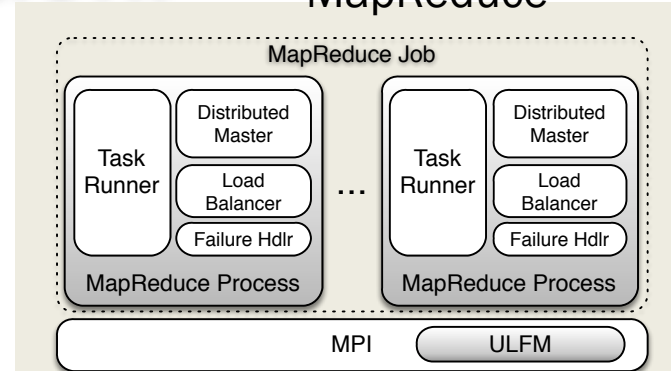 MapReduce
MapReduce Job
Task
Runner
Distributed
Master
Load
Balancer
Failure Hdlr
MapReduce Process
...
Task
Runner
Distributed
Master
Load
Balancer
Failure Hdlr
MapReduce Process
MPI
ULFM